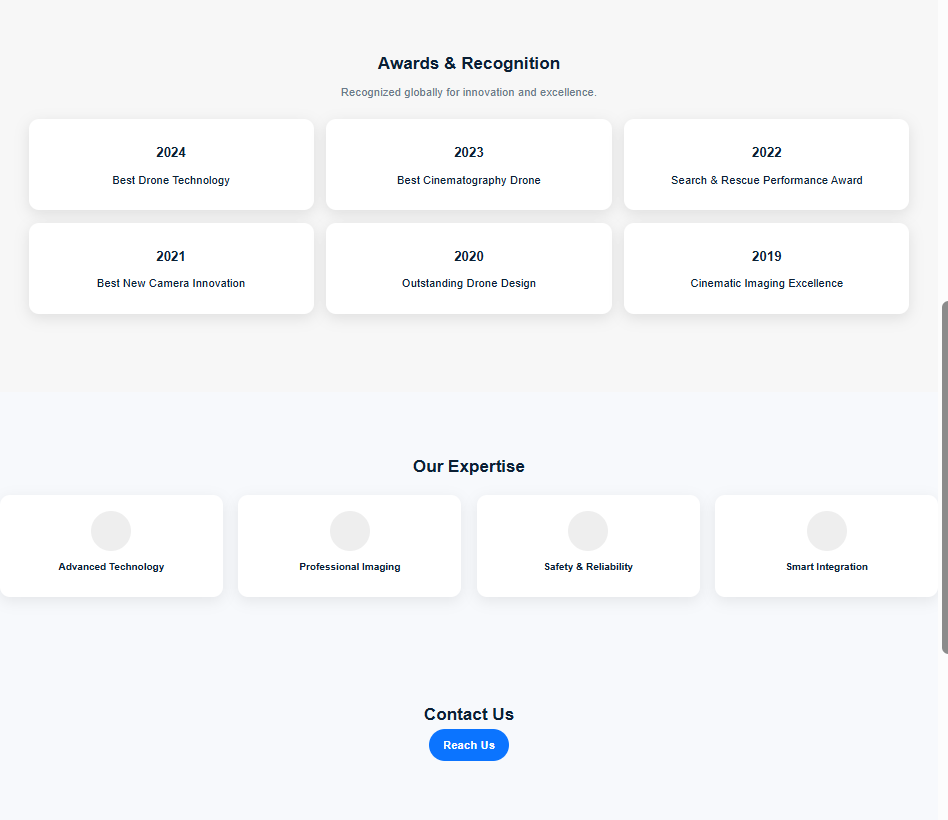 Awards & Recognition
Recognized globally for innovation and excellence.
2024
Best Drone Technology
2023
Best Cinematography Drone
2022
Search & Rescue Performance Award
2021
Best New Camera Innovation
2020
Outstanding Drone Design
2019
Cinematic Imaging Excellence
Our Expertise
Advanced Technology
Professional Imaging
Safety & Reliability
Smart Integration
Contact Us
Reach Us